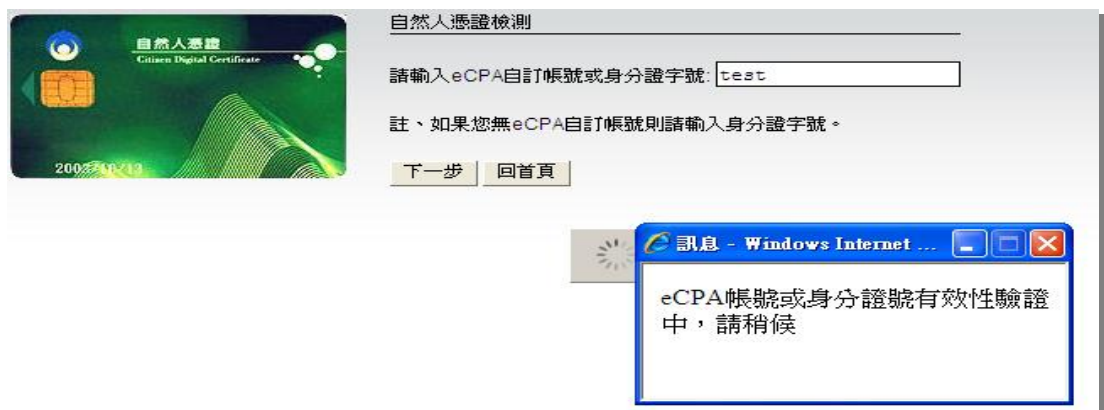 自然人憑證
Citizen Digital Certificate
自然人憑證檢測
請輸入eCPA自訂帳號或身分證字號: test
註、如果您無eCPA自訂帳號則請輸入身分證字號。
下一步 回首頁
訊息 - Windows Internet ...
eCPA帳號或身分證號有效性驗證
中，請稍候